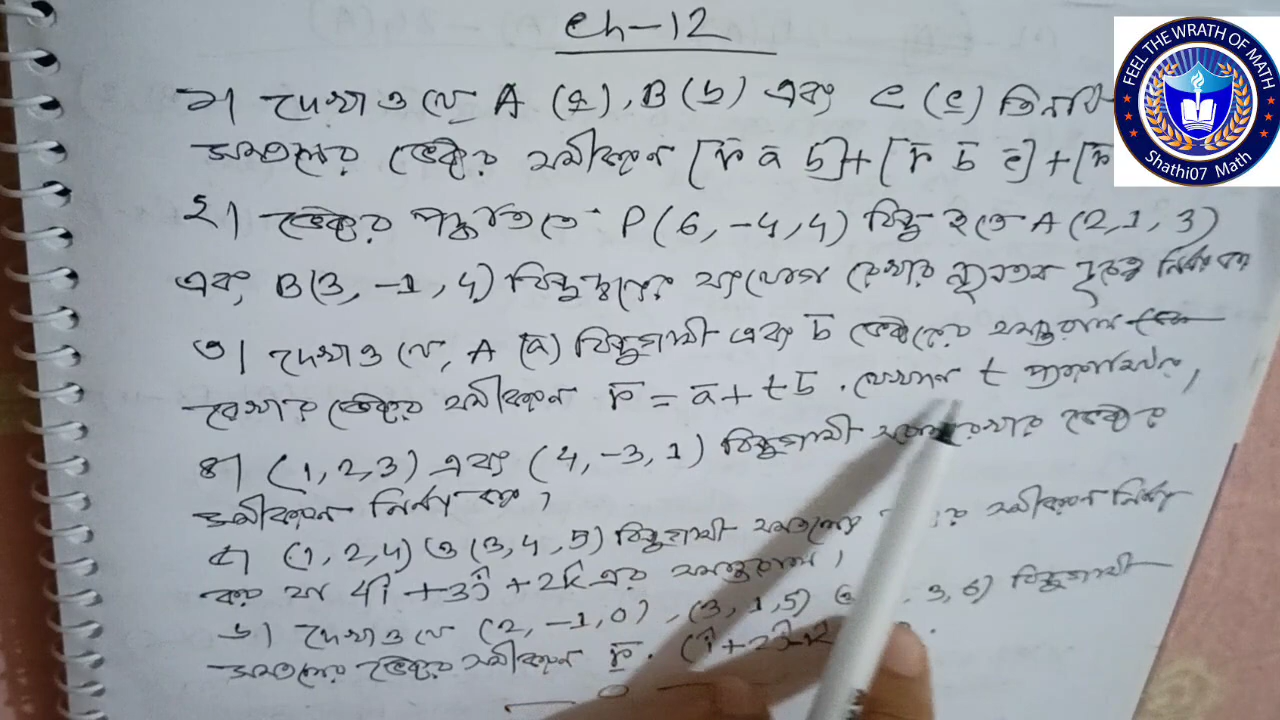 ch-12
১। দেখাও যে A (a), B (b) এবং c (c) তিনটি
সমতলের ভেক্টর সমীকরণ [r̄ ā b̄]+[r̄ b̄ c̄]+[r̄
২। ভেক্টর পদ্ধতিতে P(6,-4,4) বিন্দু হতে A(2,1,3)
এবং B(3,-1,4) বিন্দুদ্বয়ের সংযোগ রেখার ন্যূনতম দূরত্ব নির্ণয় কর
৩। দেখাও যে, A (ā) বিন্দুগামী এবং b̄ ভেক্টরের সমান্তরাল
রেখার ভেক্টর সমীকরণ r̄ = ā + t b̄ . যেখানে t
৪। (1,2,3) এবং (4,-3,1) বিন্দুগামী সরলরেখার ভেক্টর
সমীকরণ নির্ণয় কর,
৫। (1,2,4) ও (3,4,5) বিন্দুগামী সমতলের সমীকরণ নির্ণয়
কর যা 4î +3ĵ +2k̂ এর সমান্তরাল,
৬। দেখাও যে (2,-1,0), (3,1,5) 3,6) বিন্দুগামী
সমতলের ভেক্টর সমীকরণ r̄.
FEEL THE WRATH OF MATH
Shathi07 Math